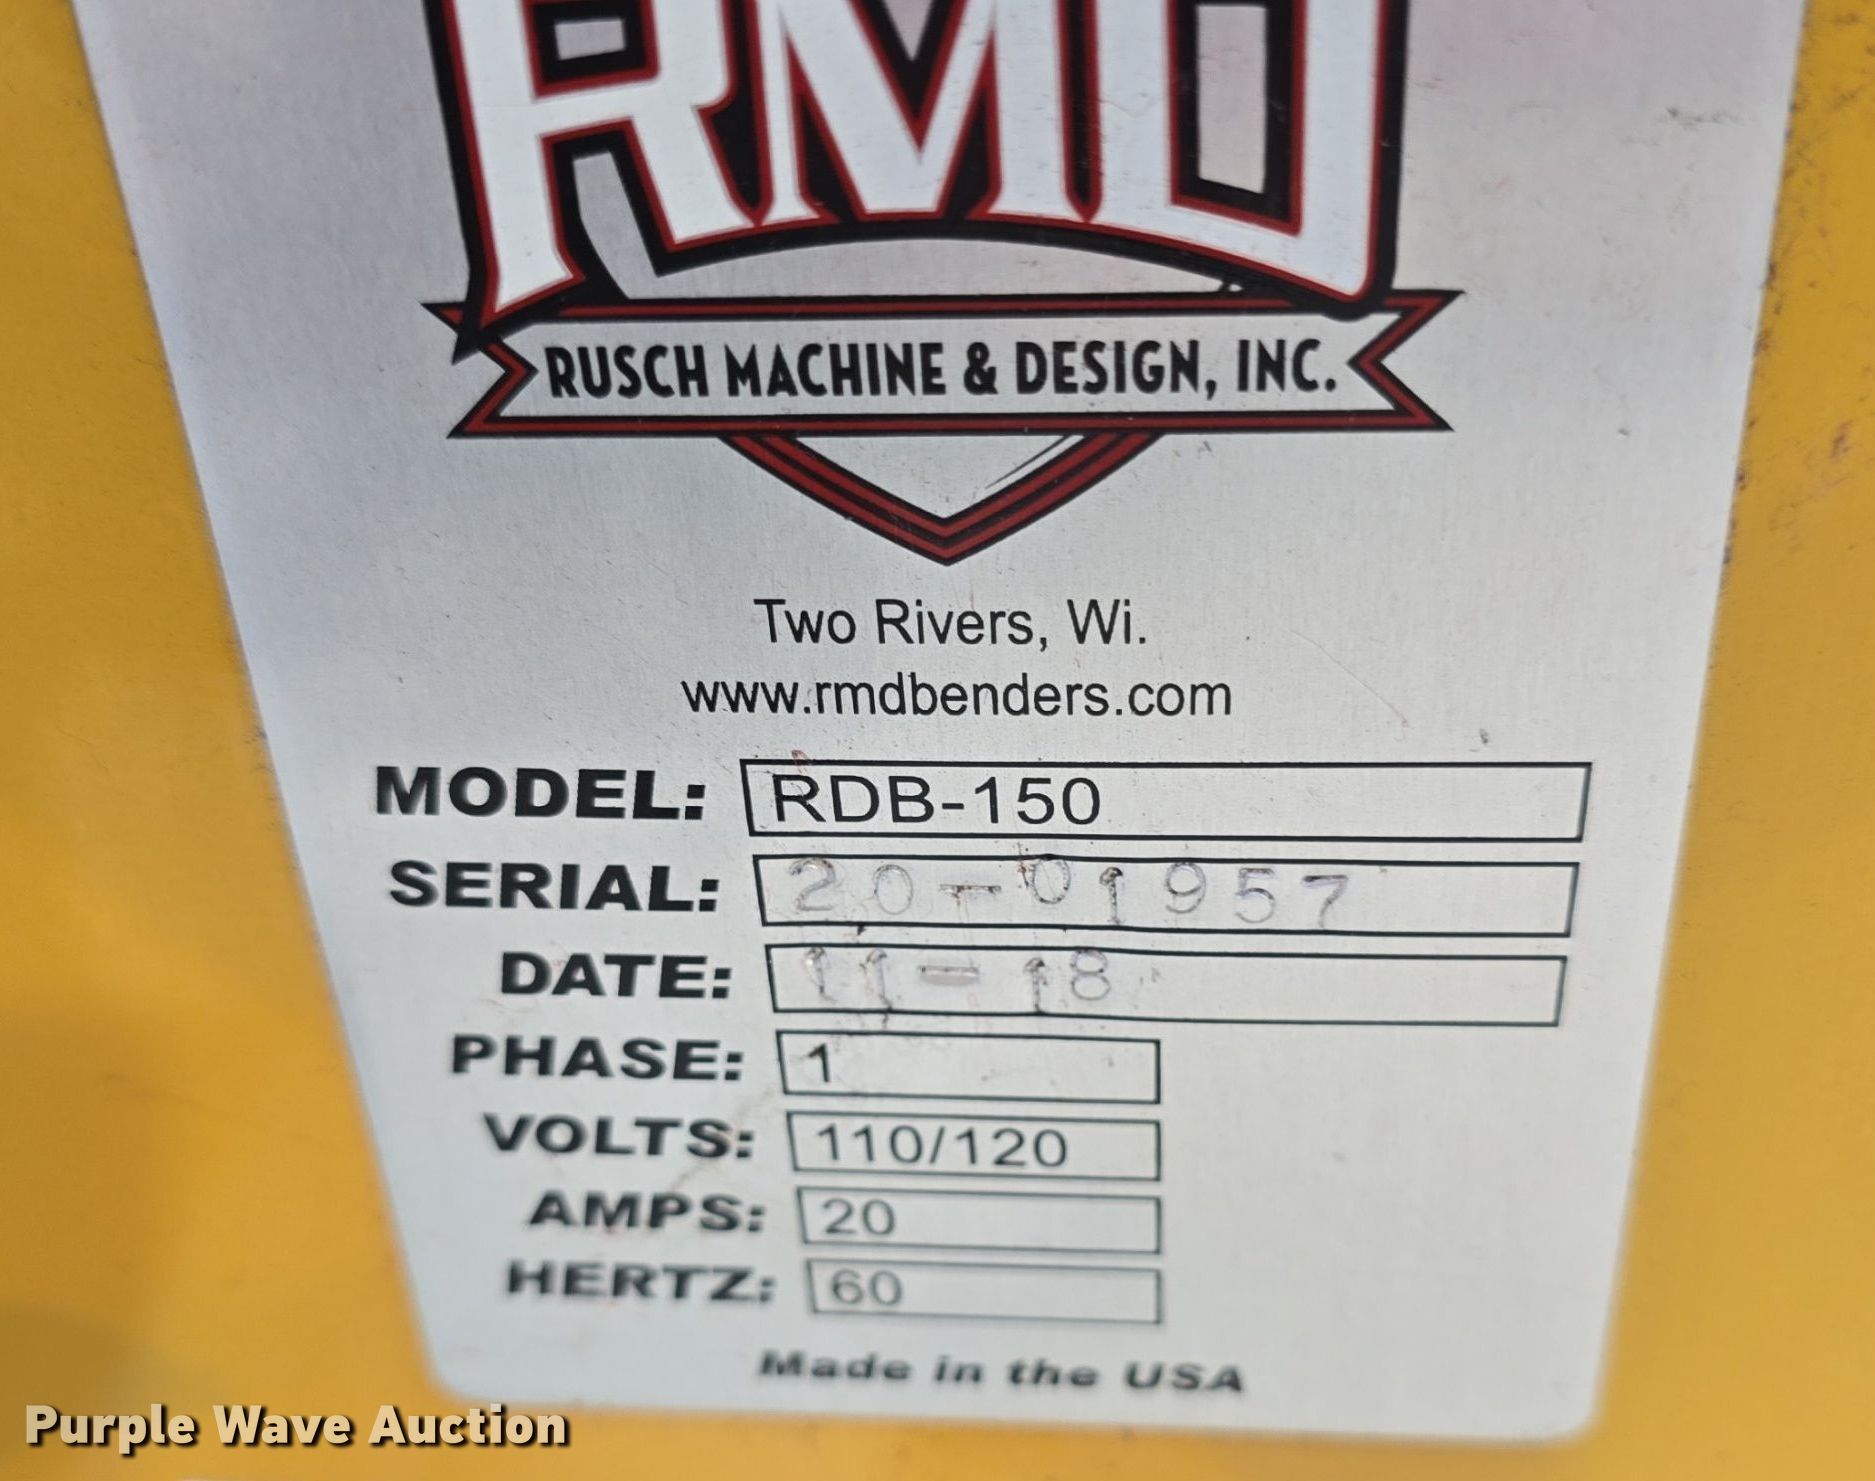 RMD
RUSCH MACHINE & DESIGN, INC.
Two Rivers, Wi.
www.rmdbenders.com
MODEL: RDB-150
SERIAL: 20-01957
DATE: 11-18
PHASE: 1
VOLTS: 110/120
AMPS: 20
HERTZ: 60
Made in the USA
Purple Wave Auction